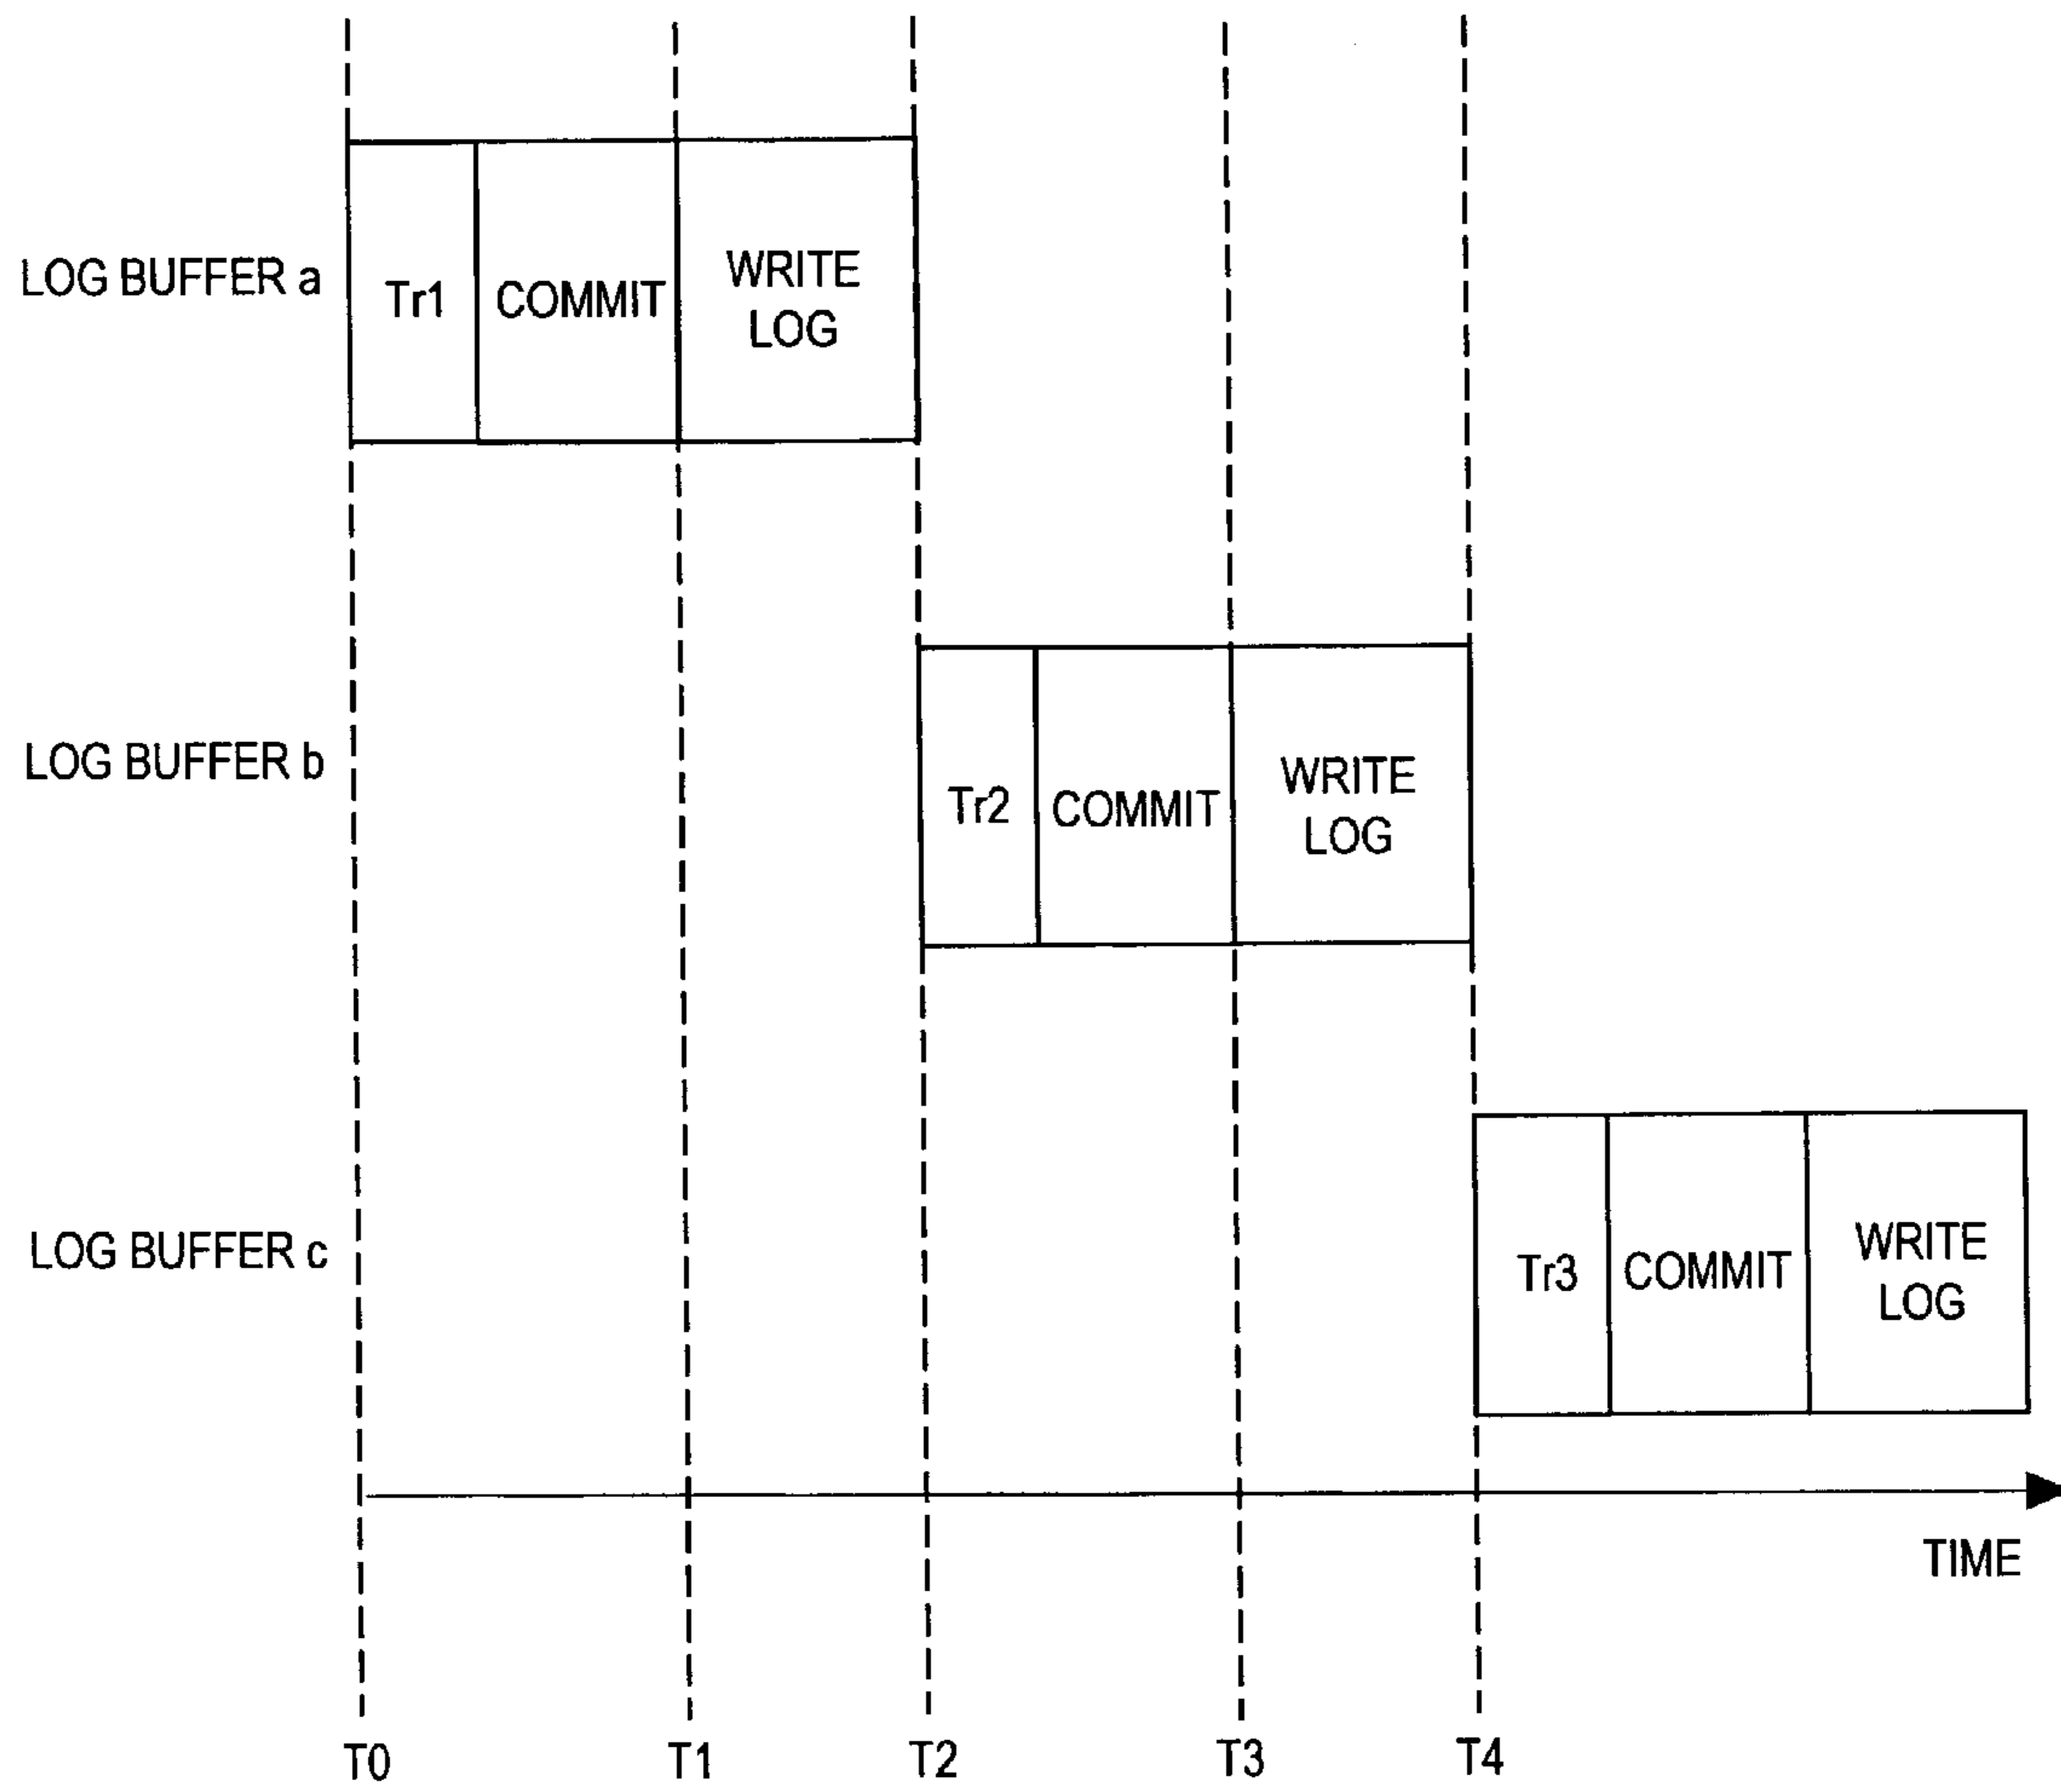 LOG BUFFER a
Tr1
COMMIT
WRITE
LOG
LOG BUFFER b
Tr2
COMMIT
WRITE
LOG
LOG BUFFER c
Tr3
COMMIT
WRITE
LOG
TIME
T0
T1
T2
T3
T4